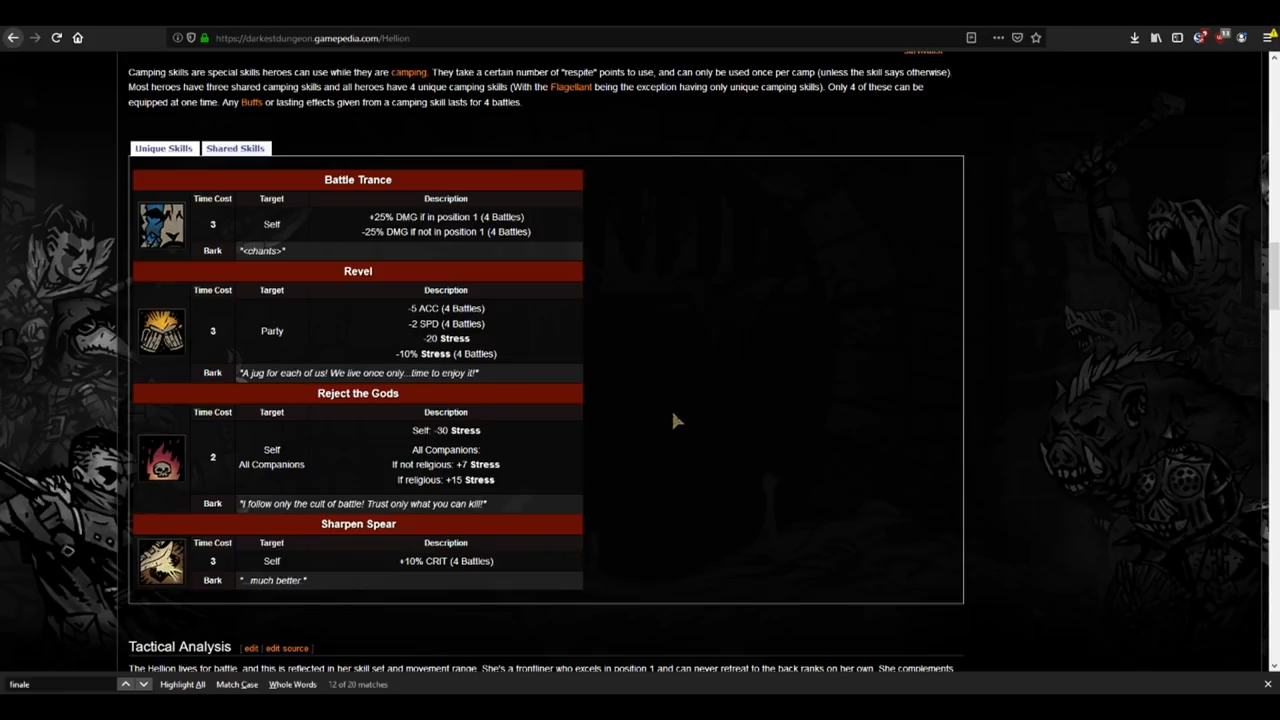 https://darkestdungeon.gamepedia.com/Hellion
Survivalist
Camping skills are special skills heroes can use while they are camping. They take a certain number of "respite" points to use, and can only be used once per camp (unless the skill says otherwise).
Most heroes have three shared camping skills and all heroes have 4 unique camping skills (With the Flagellant being the exception having only unique camping skills). Only 4 of these can be
equipped at one time. Any Buffs or lasting effects given from a camping skill lasts for 4 battles.
Unique Skills Shared Skills
Battle Trance
Time Cost Target Description
3 Self +25% DMG if in position 1 (4 Battles)
-25% DMG if not in position 1 (4 Battles)
Bark "<chants>"
Revel
Time Cost Target Description
3 Party -5 ACC (4 Battles)
-2 SPD (4 Battles)
-20 Stress
-10% Stress (4 Battles)
Bark "A jug for each of us! We live once only...time to enjoy it!"
Reject the Gods
Time Cost Target Description
2 Self All Companions Self: -30 Stress
All Companions:
If not religious: +7 Stress
If religious: +15 Stress
Bark "I follow only the cult of battle! Trust only what you can kill!"
Sharpen Spear
Time Cost Target Description
3 Self +10% CRIT (4 Battles)
Bark "...much better."
Tactical Analysis [ edit | edit source ]
The Hellion lives for battle, and this is reflected in her skill set and movement range. She's a frontliner who excels in position 1 and can never retreat to the back ranks on her own. She complements
finale Highlight All Match Case Whole Words 12 of 20 matches